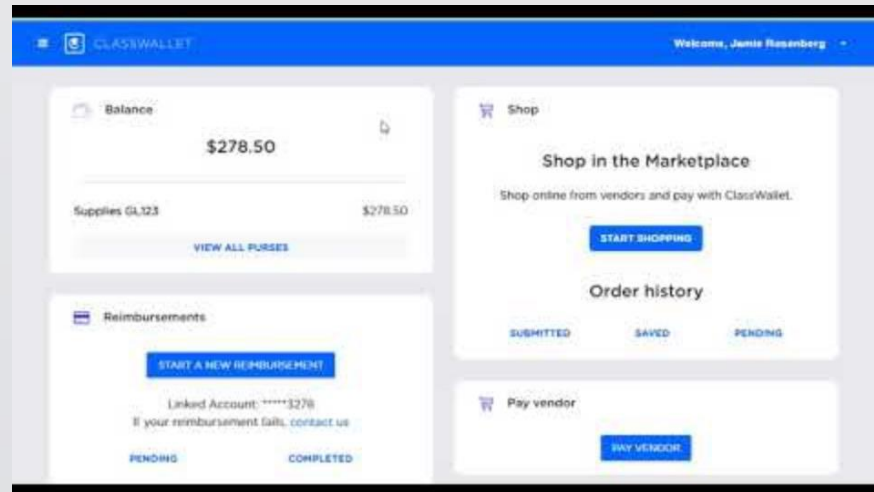 CLASSWALLET
Welcome, Jamie Rosenberg
Balance
$278.50
Supplies GL123
$278.50
VIEW ALL PURSES
Reimbursements
START A NEW REIMBURSEMENT
Linked Account: *****3278
If your reimbursement fails, contact us
PENDING
COMPLETED
Shop
Shop in the Marketplace
Shop online from vendors and pay with ClassWallet.
START SHOPPING
Order history
SUBMITTED
SAVED
PENDING
Pay vendor
PAY VENDOR